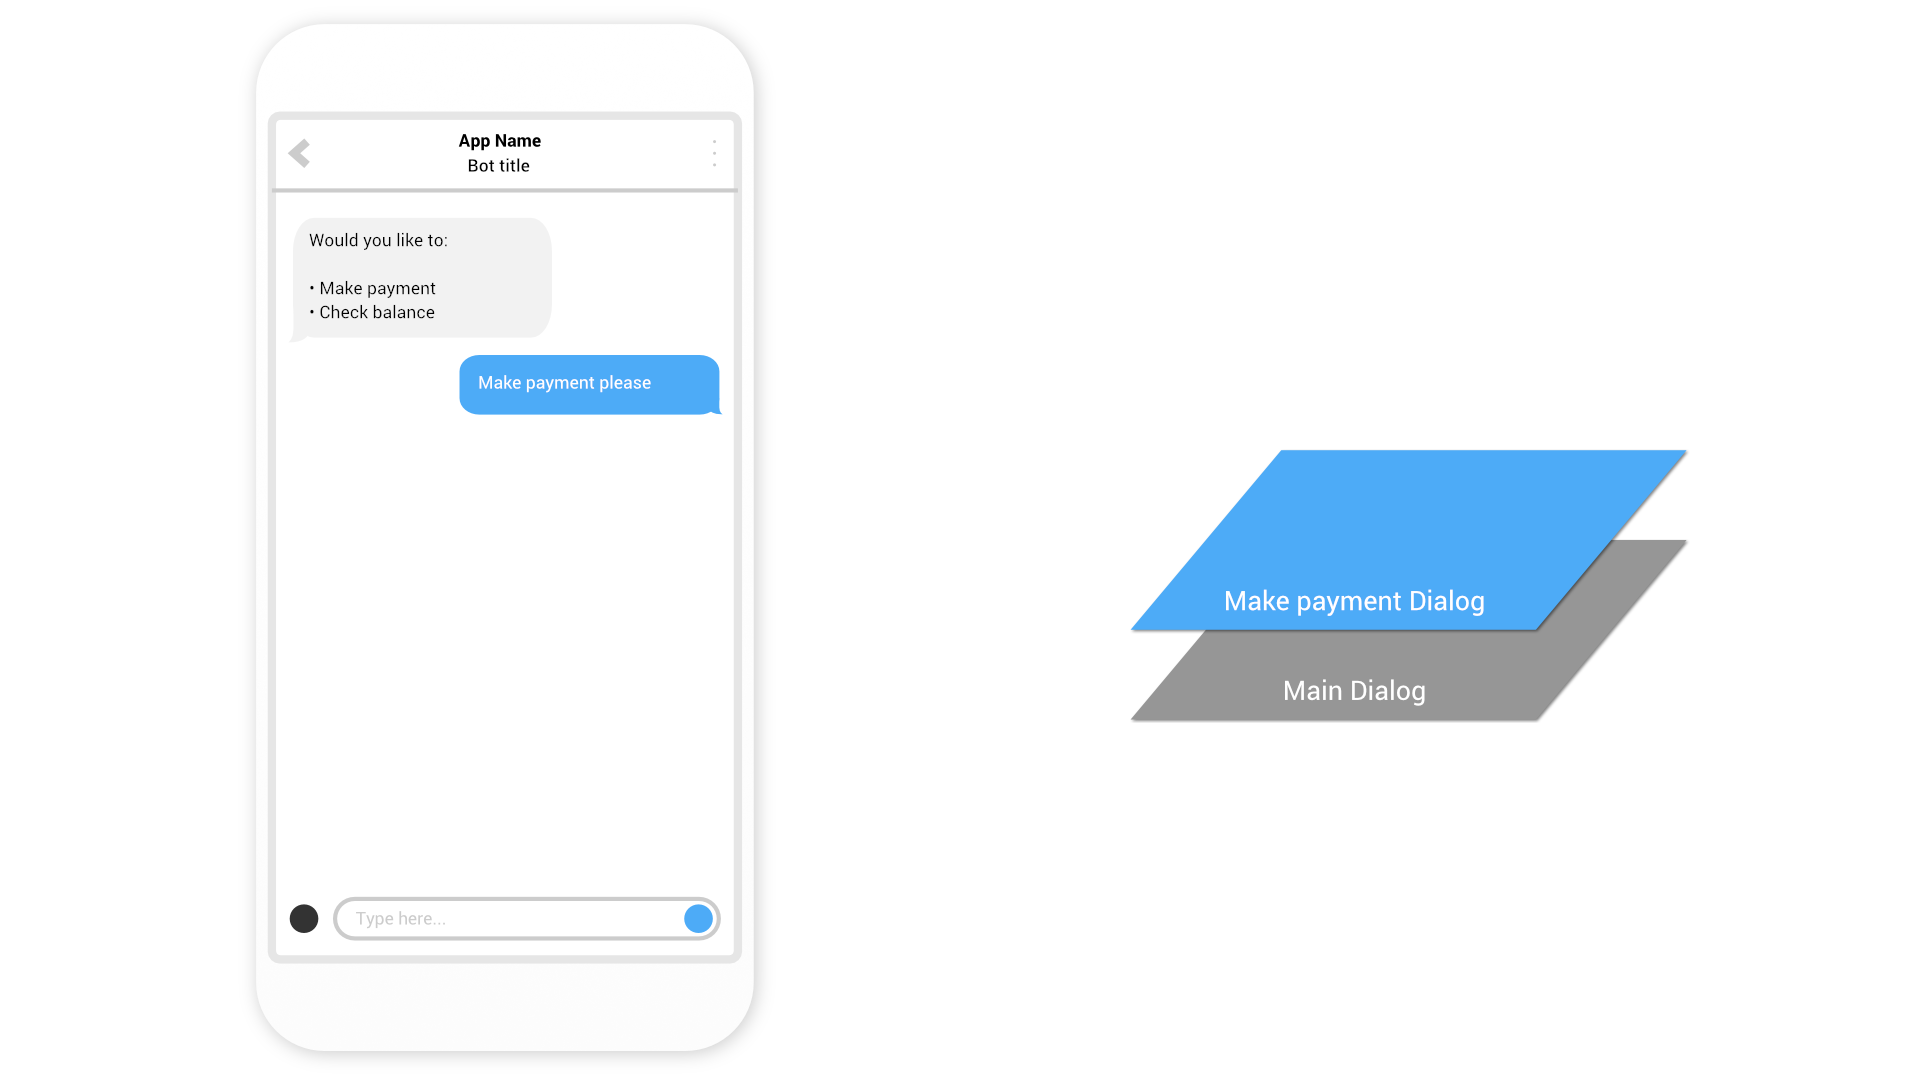 App Name
Bot title
Would you like to:
• Make payment
• Check balance
Make payment please
Type here...
Make payment Dialog
Main Dialog